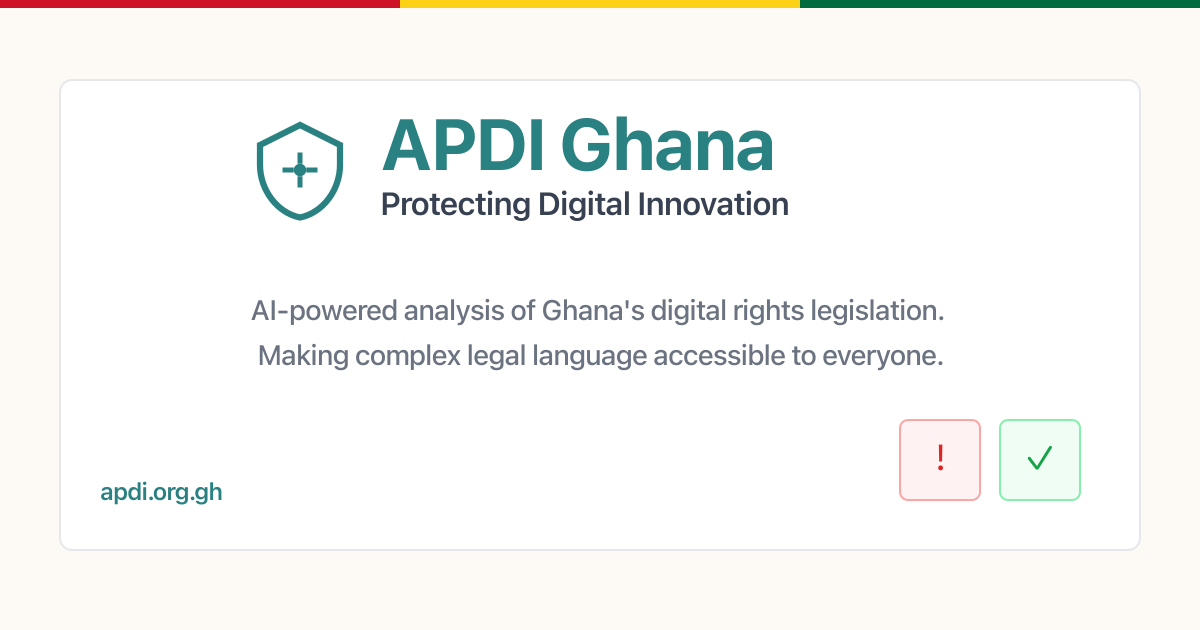 APDI Ghana
Protecting Digital Innovation
AI-powered analysis of Ghana's digital rights legislation.
Making complex legal language accessible to everyone.
!
✓
apdi.org.gh